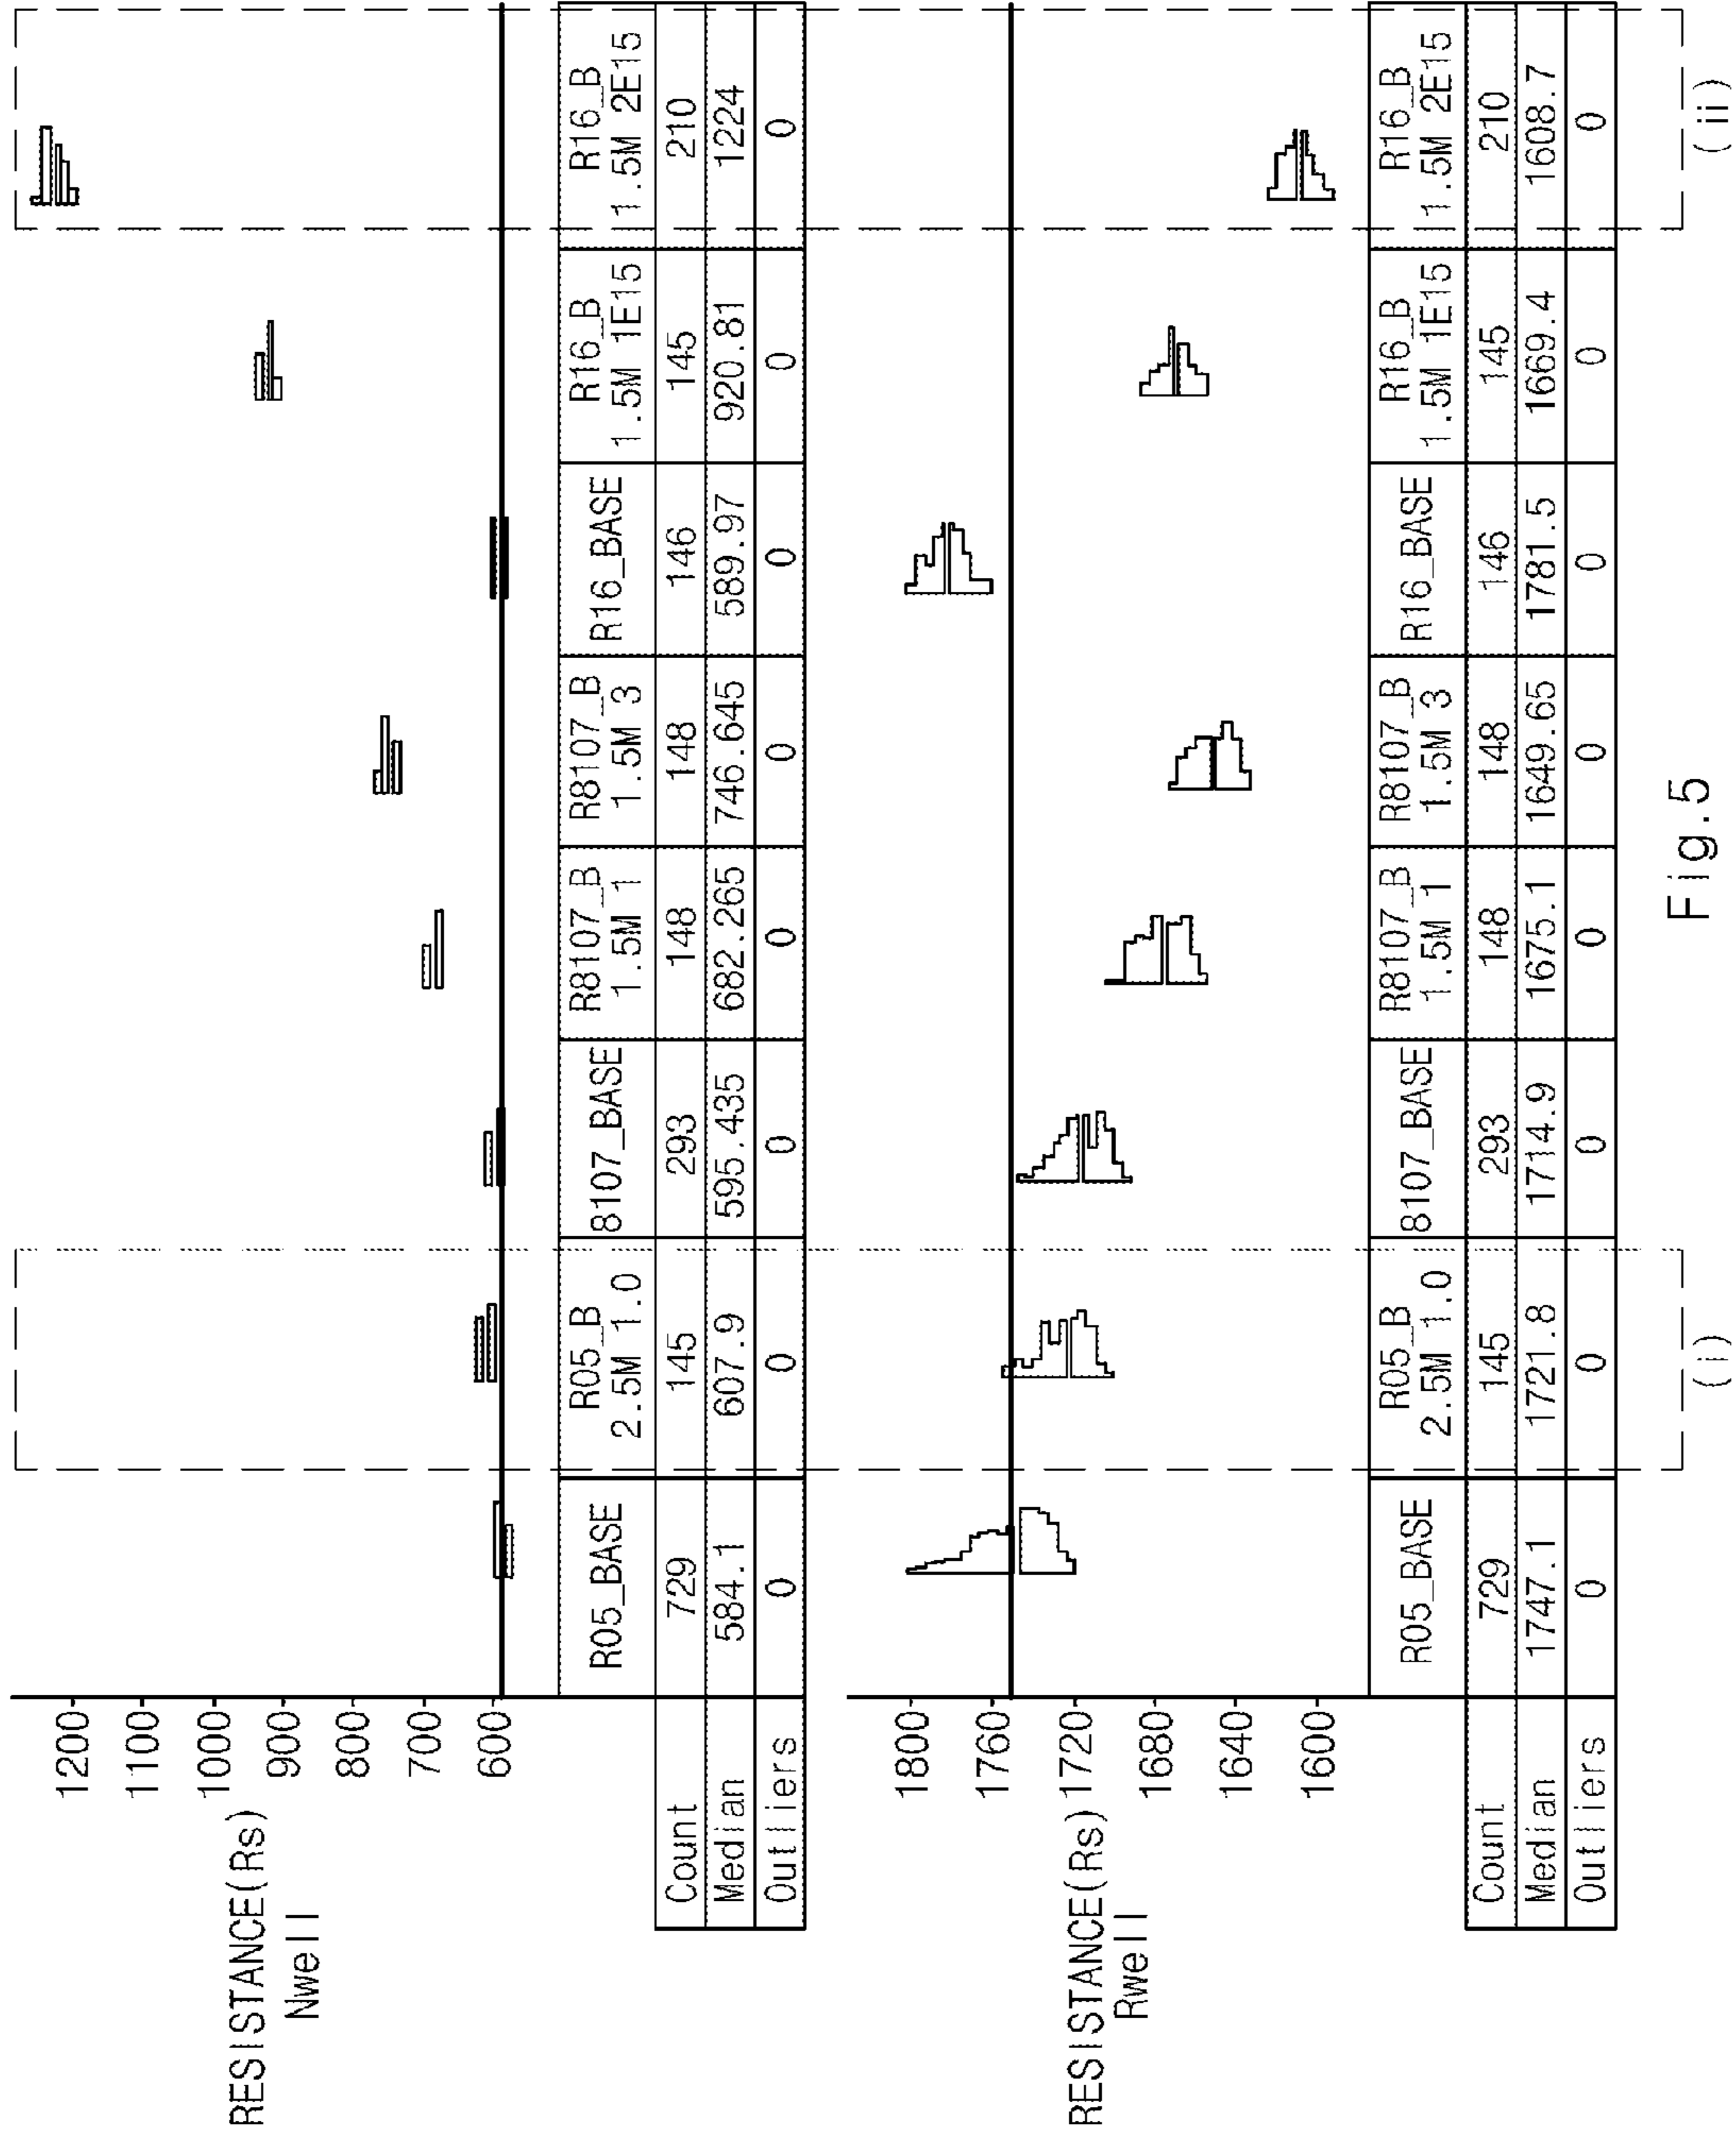 RESISTANCE(Rs)
Nwell
1200
1100
1000
900
800
700
600
R05_BASE
R05_B
2.5M 1.0
8107_BASE
R8107_B
1.5M 1
R8107_B
1.5M 3
R16_BASE
R16_B
1.5M 1E15
R16_B
1.5M 2E15
Count 729 145 293 148 148 146 145 210
Median 584.1 607.9 595.435 682.265 746.645 589.97 920.81 1224
Outliers 0 0 0 0 0 0 0 0
RESISTANCE(Rs)
Rwell
1800
1760
1720
1680
1640
1600
R05_BASE
R05_B
2.5M 1.0
8107_BASE
R8107_B
1.5M 1
R8107_B
1.5M 3
R16_BASE
R16_B
1.5M 1E15
R16_B
1.5M 2E15
Count 729 145 293 148 148 146 145 210
Median 1747.1 1721.8 1714.9 1675.1 1649.65 1781.5 1669.4 1608.7
Outliers 0 0 0 0 0 0 0 0
(i)
(ii)
Fig.5